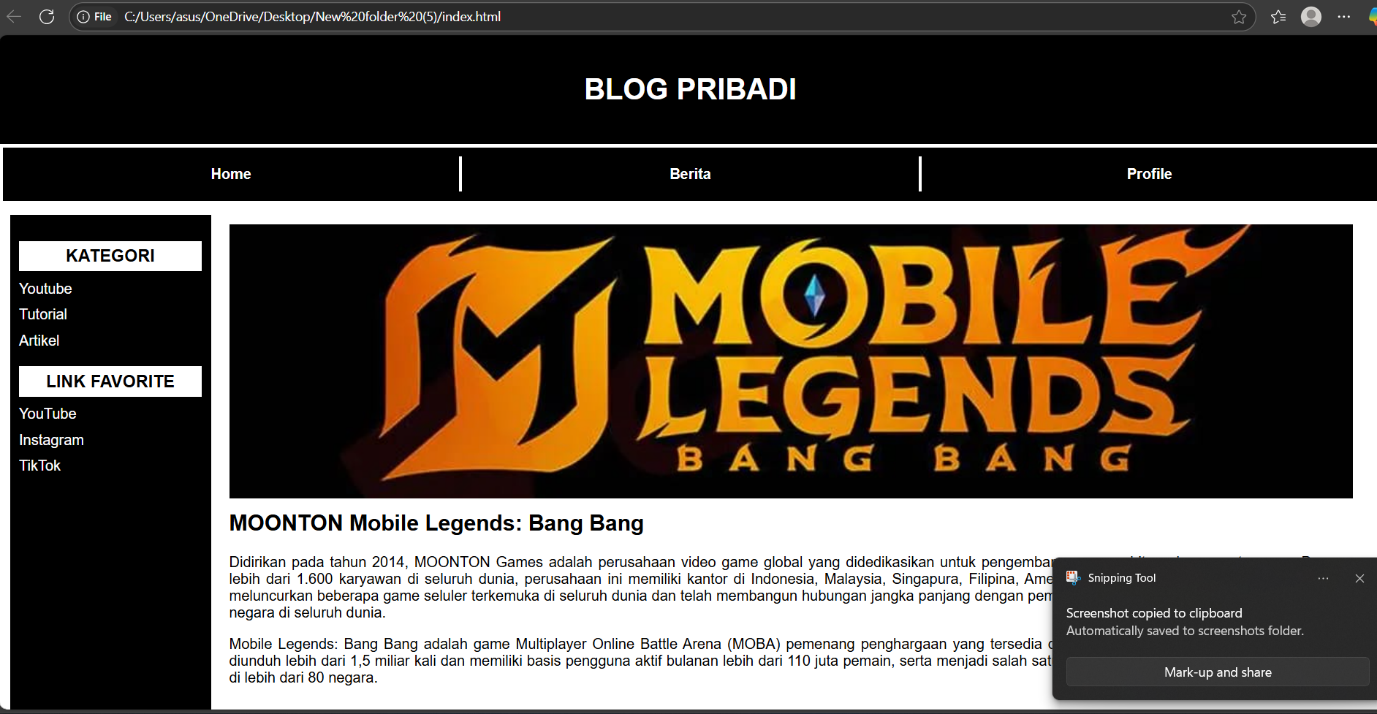 File C:/Users/asus/OneDrive/Desktop/New%20folder%20(5)/index.html
BLOG PRIBADI
Home
Berita
Profile
KATEGORI
Youtube
Tutorial
Artikel
LINK FAVORITE
YouTube
Instagram
TikTok
MOBILE
LEGENDS
BANG BANG
MOONTON Mobile Legends: Bang Bang
Didirikan pada tahun 2014, MOONTON Games adalah perusahaan video game global yang didedikasikan untuk
lebih dari 1.600 karyawan di seluruh dunia, perusahaan ini memiliki kantor di Indonesia, Malaysia, Singapura, Filipina,
meluncurkan beberapa game seluler terkemuka di seluruh dunia dan telah membangun hubungan jangka panjang dengan
negara di seluruh dunia.
Mobile Legends: Bang Bang adalah game Multiplayer Online Battle Arena (MOBA) pemenang penghargaan yang tersedia
diunduh lebih dari 1,5 miliar kali dan memiliki basis pengguna aktif bulanan lebih dari 110 juta pemain, serta menjadi salah
di lebih dari 80 negara.
Snipping Tool
Screenshot copied to clipboard
Automatically saved to screenshots folder.
Mark-up and share